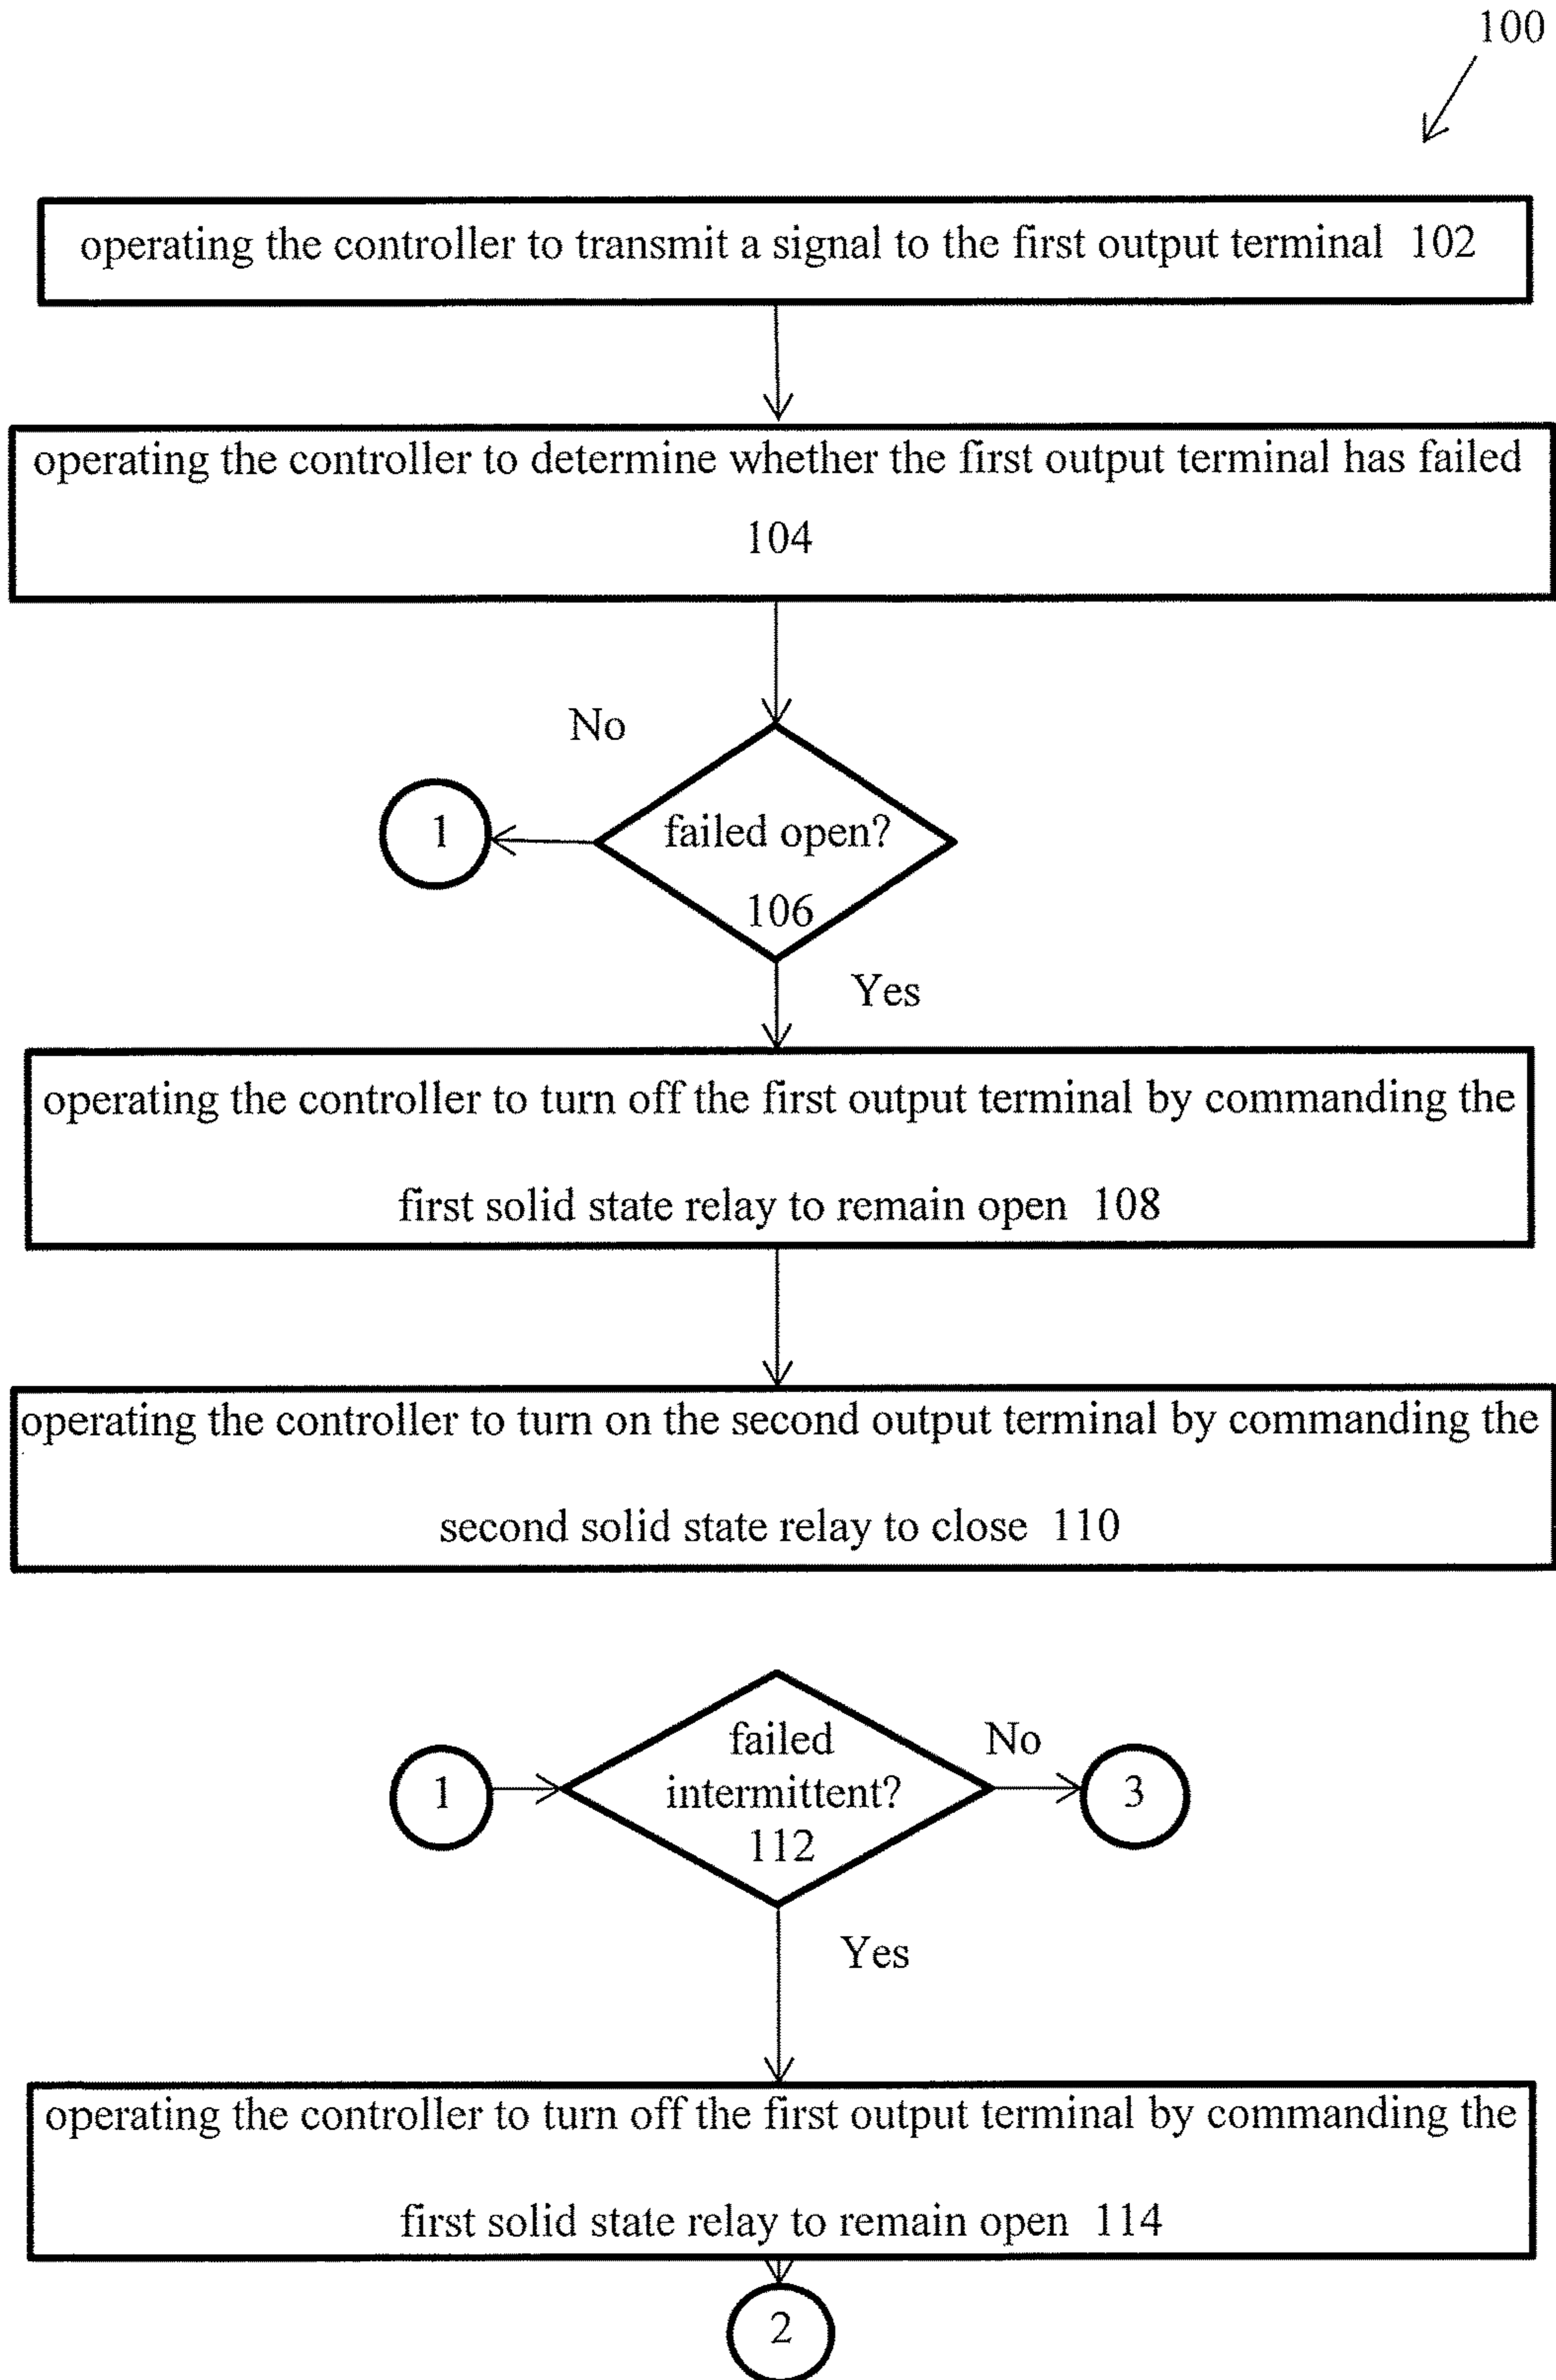 100
operating the controller to transmit a signal to the first output terminal 102
operating the controller to determine whether the first output terminal has failed
104
No
1
failed open?
106
Yes
operating the controller to turn off the first output terminal by commanding the
first solid state relay to remain open 108
operating the controller to turn on the second output terminal by commanding the
second solid state relay to close 110
1
failed
intermittent?
112
No
3
Yes
operating the controller to turn off the first output terminal by commanding the
first solid state relay to remain open 114
2